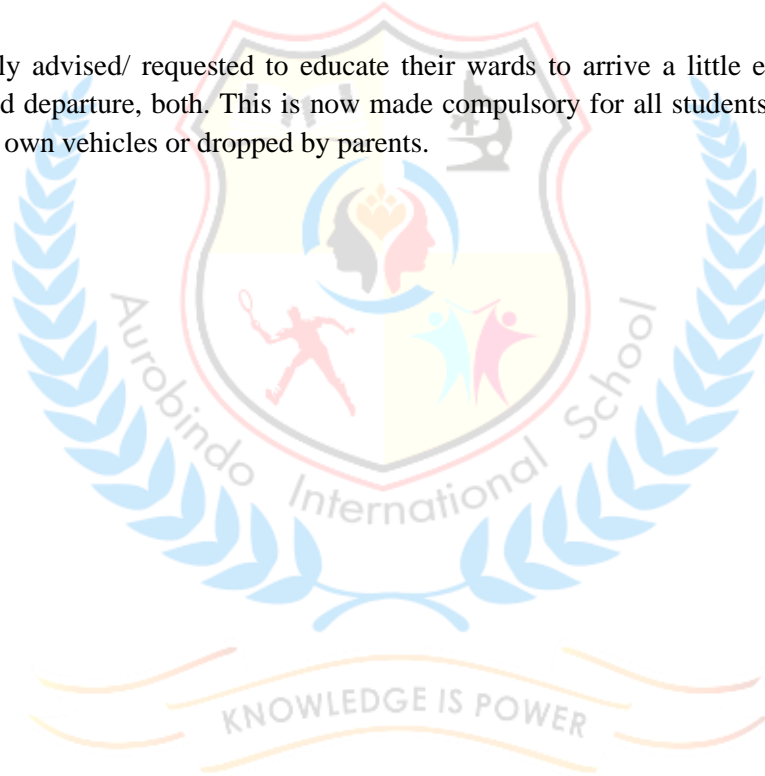 ly advised/ requested to educate their wards to arrive a little e
d departure, both. This is now made compulsory for all students
own vehicles or dropped by parents.
Aurobindo International School
KNOWLEDGE IS POWER